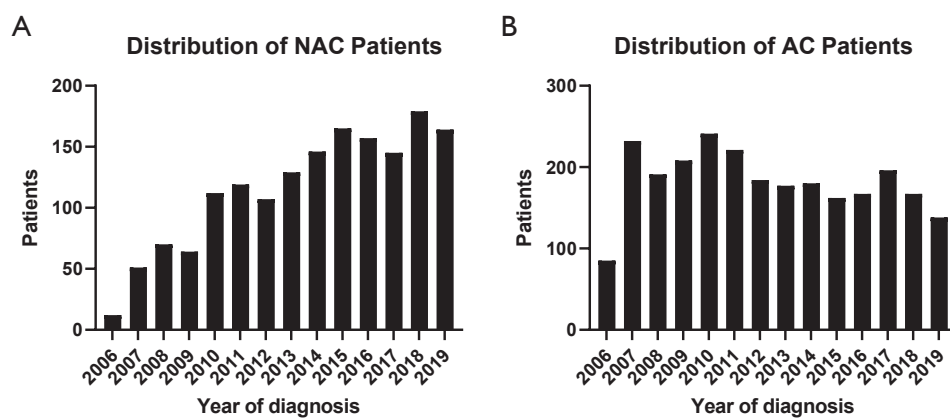 A
Distribution of NAC Patients
200
150
100
50
0
Patients
2006 2007 2008 2009 2010 2011 2012 2013 2014 2015 2016 2017 2018 2019
Year of diagnosis
B
Distribution of AC Patients
300
200
100
0
Patients
2006 2007 2008 2009 2010 2011 2012 2013 2014 2015 2016 2017 2018 2019
Year of diagnosis